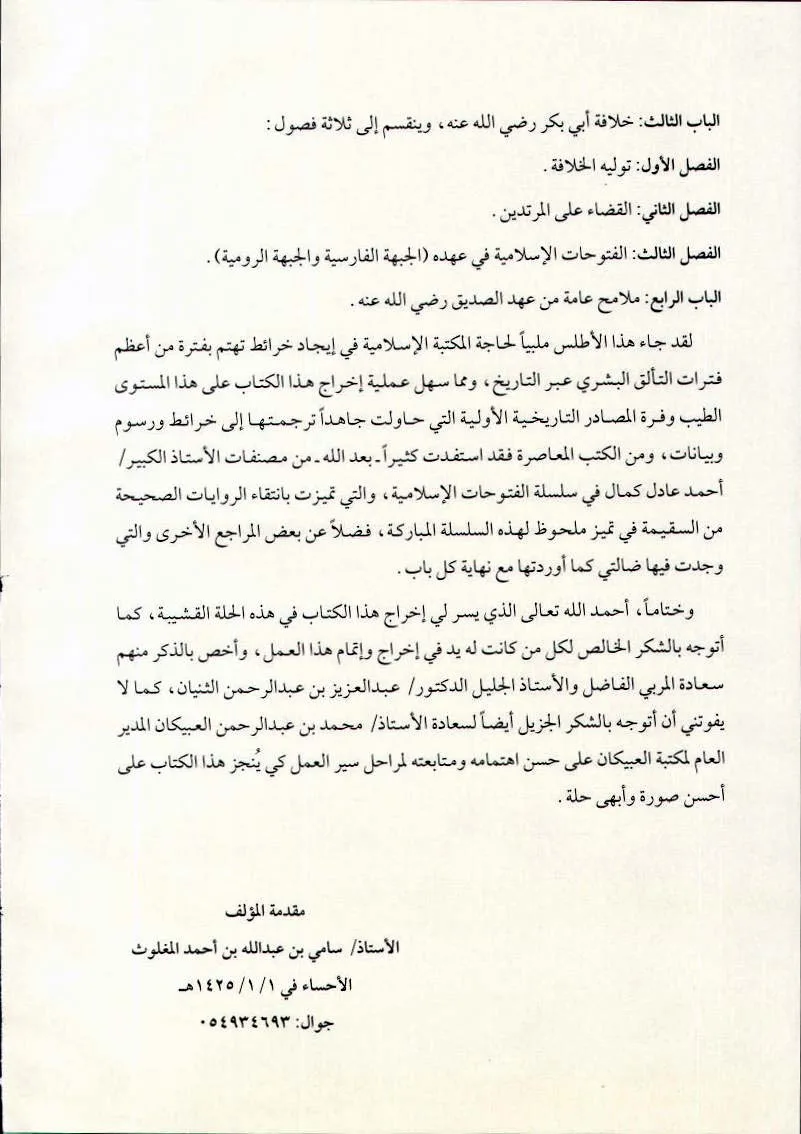 الباب الثالث: خلافة أبي بكر رضي الله عنه، وينقسم إلى ثلاثة فصول:
الفصل الأول: توليه الخلافة.
الفصل الثاني: القضاء على المرتدين.
الفصل الثالث: الفتوحات الإسلامية في عهده (الجبهة الفارسية والجبهة الرومية).
الباب الرابع: ملامح عامة من عهد الصديق رضي الله عنه.
لقد جاء هذا الأطلس ملبياً لحاجة المكتبة الإسلامية في إيجاد خرائط تهتم بفترة من أعظم
فترات التألق البشري عبر التاريخ، ومما سهل عملية إخراج هذا الكتاب على هذا المستوى
الطيب وفرة المصادر التاريخية الأولية التي حاولت جاهداً ترجمتها إلى خرائط ورسوم
وبيانات، ومن الكتب المعاصرة فقد استفدت كثيراً ـ بعد الله ـ من مصنفات الأستاذ الكبير/
أحمد عادل كمال في سلسلة الفتوحات الإسلامية، والتي تميزت بانتقاء الروايات الصحيحة
من السقيمة في تميز ملحوظ لهذه السلسلة المباركة، فضلاً عن بعض المراجع الأخرى والتي
وجدت فيها ضالتي كما أوردتها مع نهاية كل باب.
وختاماً، أحمد الله تعالى الذي يسر لي إخراج هذا الكتاب في هذه الحلة القشيبة، كما
أتوجه بالشكر الخالص لكل من كانت له يد في إخراج وإتمام هذا العمل، وأخص بالذكر منهم
سعادة المربي الفاضل والأستاذ الجليل الدكتور/ عبدالعزيز بن عبدالرحمن الثنيان، كما لا
يفوتني أن أتوجه بالشكر الجزيل أيضاً لسعادة الأستاذ/ محمد بن عبدالرحمن العبيكان المدير
العام لمكتبة العبيكان على حسن اهتمامه ومتابعته لمراحل سير العمل كي يُنجز هذا الكتاب على
أحسن صورة وأبهى حلة.
مقدمة المؤلف
الأستاذ/ سامي بن عبدالله بن أحمد المغلوث
الأحساء في ١/ ١/ ١٤٢٥هـ
جوال: ٠٥٤٩٣٤٦٩٣